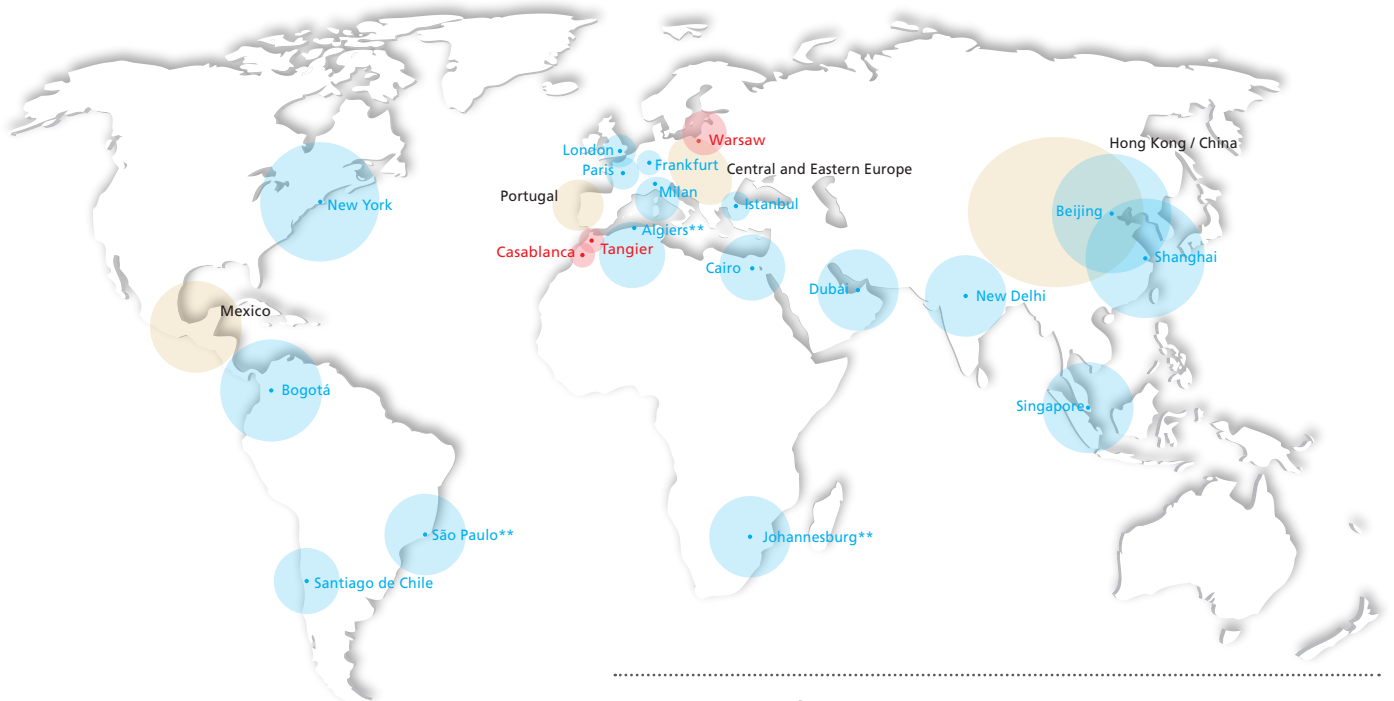 Warsaw
Hong Kong / China
London
Frankfurt
Paris
Central and Eastern Europe
Milan
Portugal
Istanbul
New York
Beijing
Algiers**
Casablanca
Tangier
Shanghai
Cairo
Dubai
New Delhi
Mexico
Bogotá
Singapore
São Paulo**
Johannesburg**
Santiago de Chile